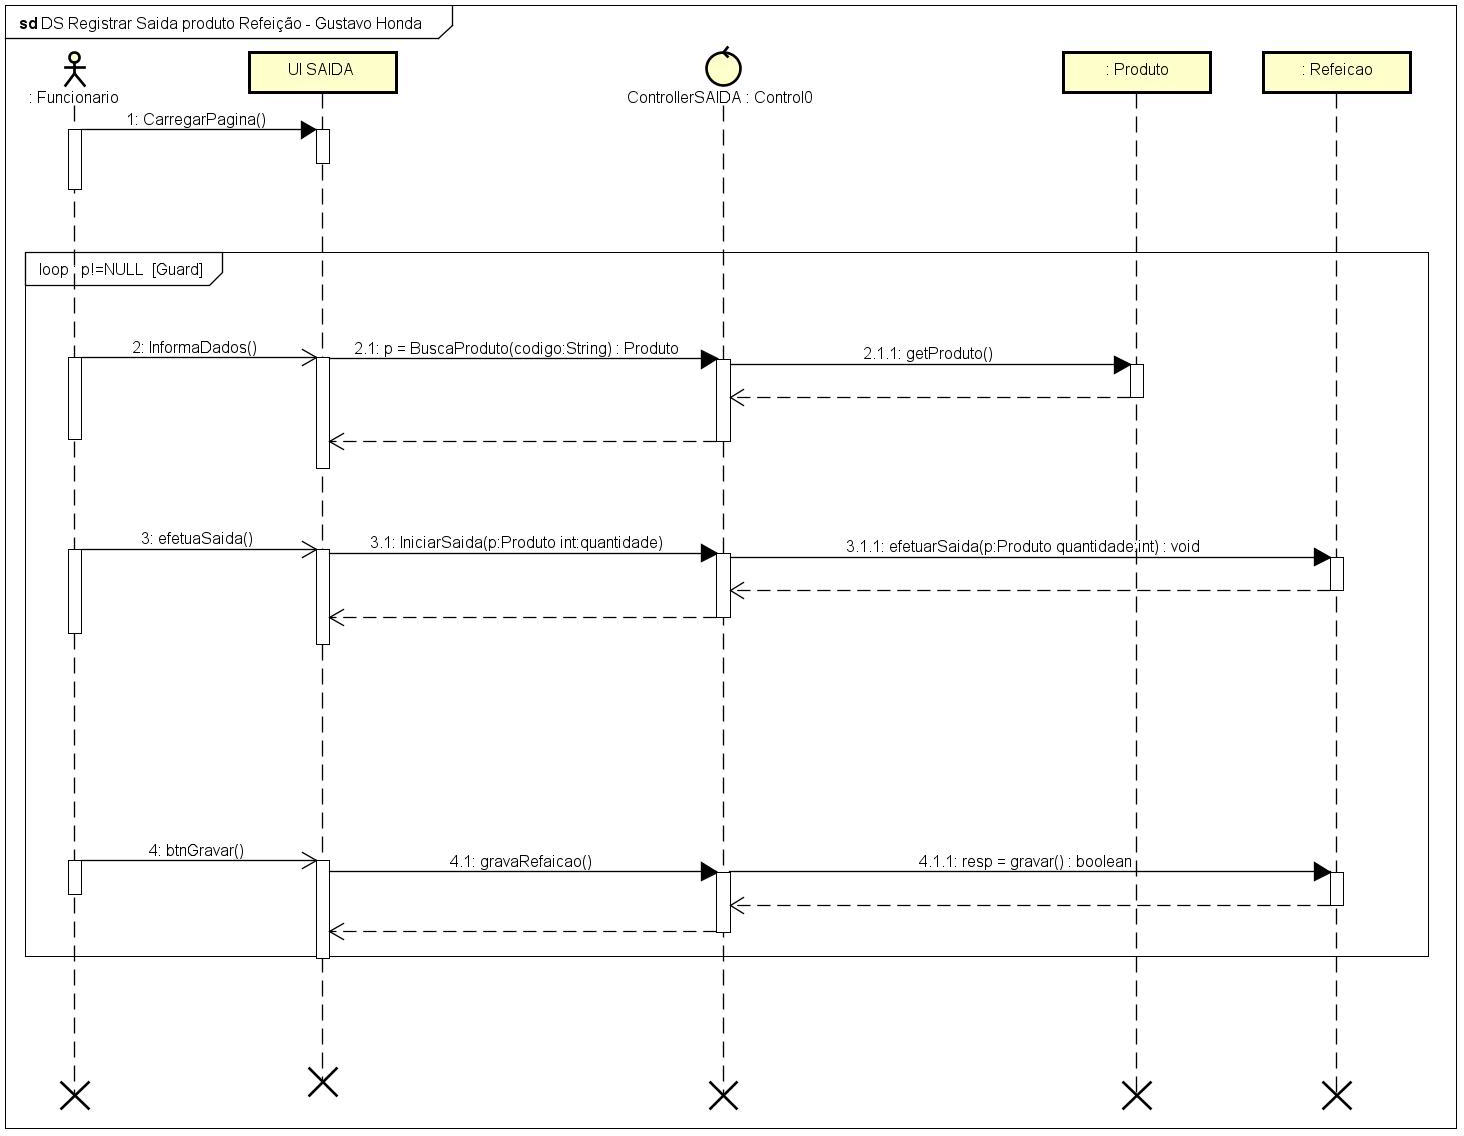 sd DS Registrar Saida produto Refeição - Gustavo Honda
UI SAIDA
: Produto
: Refeicao
: Funcionario
ControllerSAIDA : Control0
1: CarregarPagina()
loop p!=NULL [Guard]
2: InformaDados()
2.1: p = BuscaProduto(codigo:String) : Produto
2.1.1: getProduto()
3: efetuaSaida()
3.1: IniciarSaida(p:Produto int:quantidade)
3.1.1: efetuarSaida(p:Produto quantidade:int) : void
4: btnGravar()
4.1: gravaRefaicao()
4.1.1: resp = gravar() : boolean